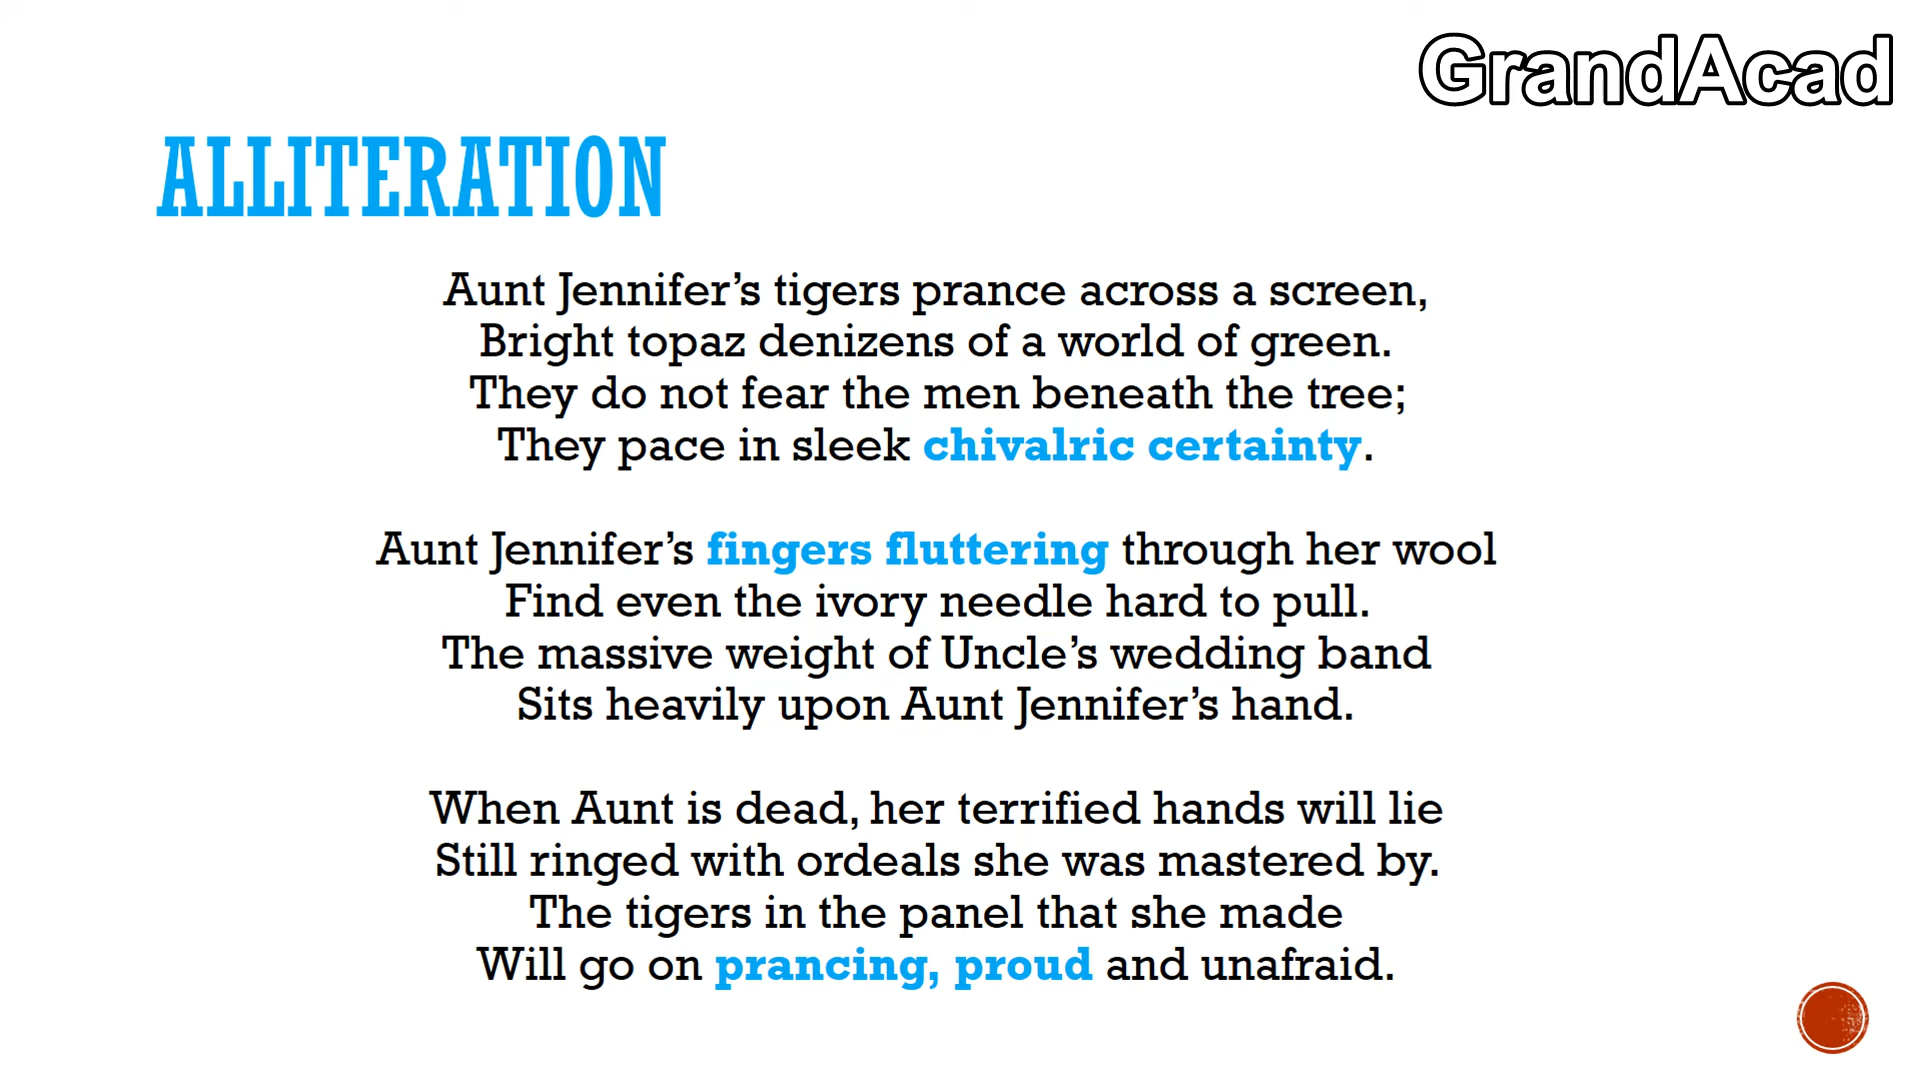 GrandAcad
ALLITERATION
Aunt Jennifer’s tigers prance across a screen,
Bright topaz denizens of a world of green.
They do not fear the men beneath the tree;
They pace in sleek chivalric certainty.
Aunt Jennifer’s fingers fluttering through her wool
Find even the ivory needle hard to pull.
The massive weight of Uncle’s wedding band
Sits heavily upon Aunt Jennifer’s hand.
When Aunt is dead, her terrified hands will lie
Still ringed with ordeals she was mastered by.
The tigers in the panel that she made
Will go on prancing, proud and unafraid.